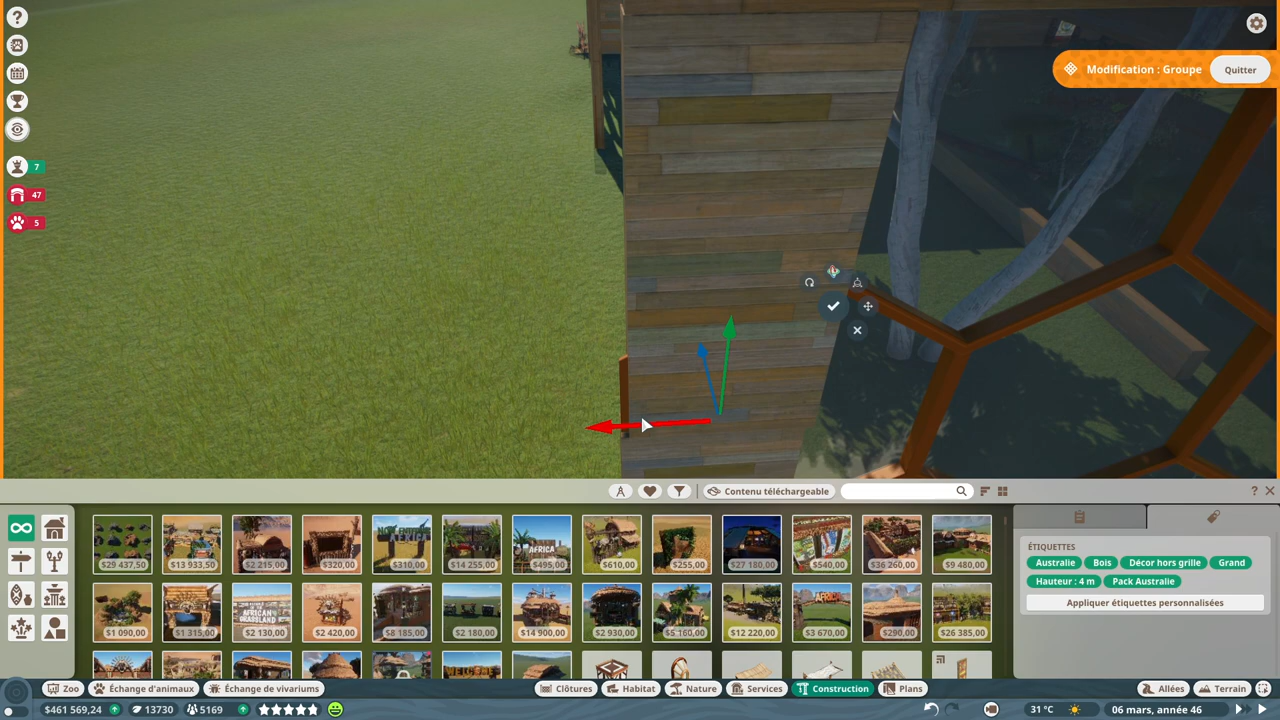 ?
Modification : Groupe
Quitter
7
47
5
Contenu téléchargeable
?
$29 437,50
$13 933,50
$2 215,00
$320,00
$310,00
$14 255,00
$495,00
$610,00
$255,00
$27 180,00
$540,00
$36 260,00
$9 480,00
$1 090,00
$1 315,00
$2 130,00
$2 420,00
$8 185,00
$2 180,00
$14 900,00
$2 930,00
$5 160,00
$12 220,00
$3 670,00
$290,00
$26 385,00
ÉTIQUETTES
Australie
Bois
Décor hors grille
Grand
Hauteur : 4 m
Pack Australie
Appliquer étiquettes personnalisées
Zoo
Échange d'animaux
Échange de vivariums
Clôtures
Habitat
Nature
Services
Construction
Plans
Allées
Terrain
$461 569,24
13730
5169
31 °C
06 mars, année 46